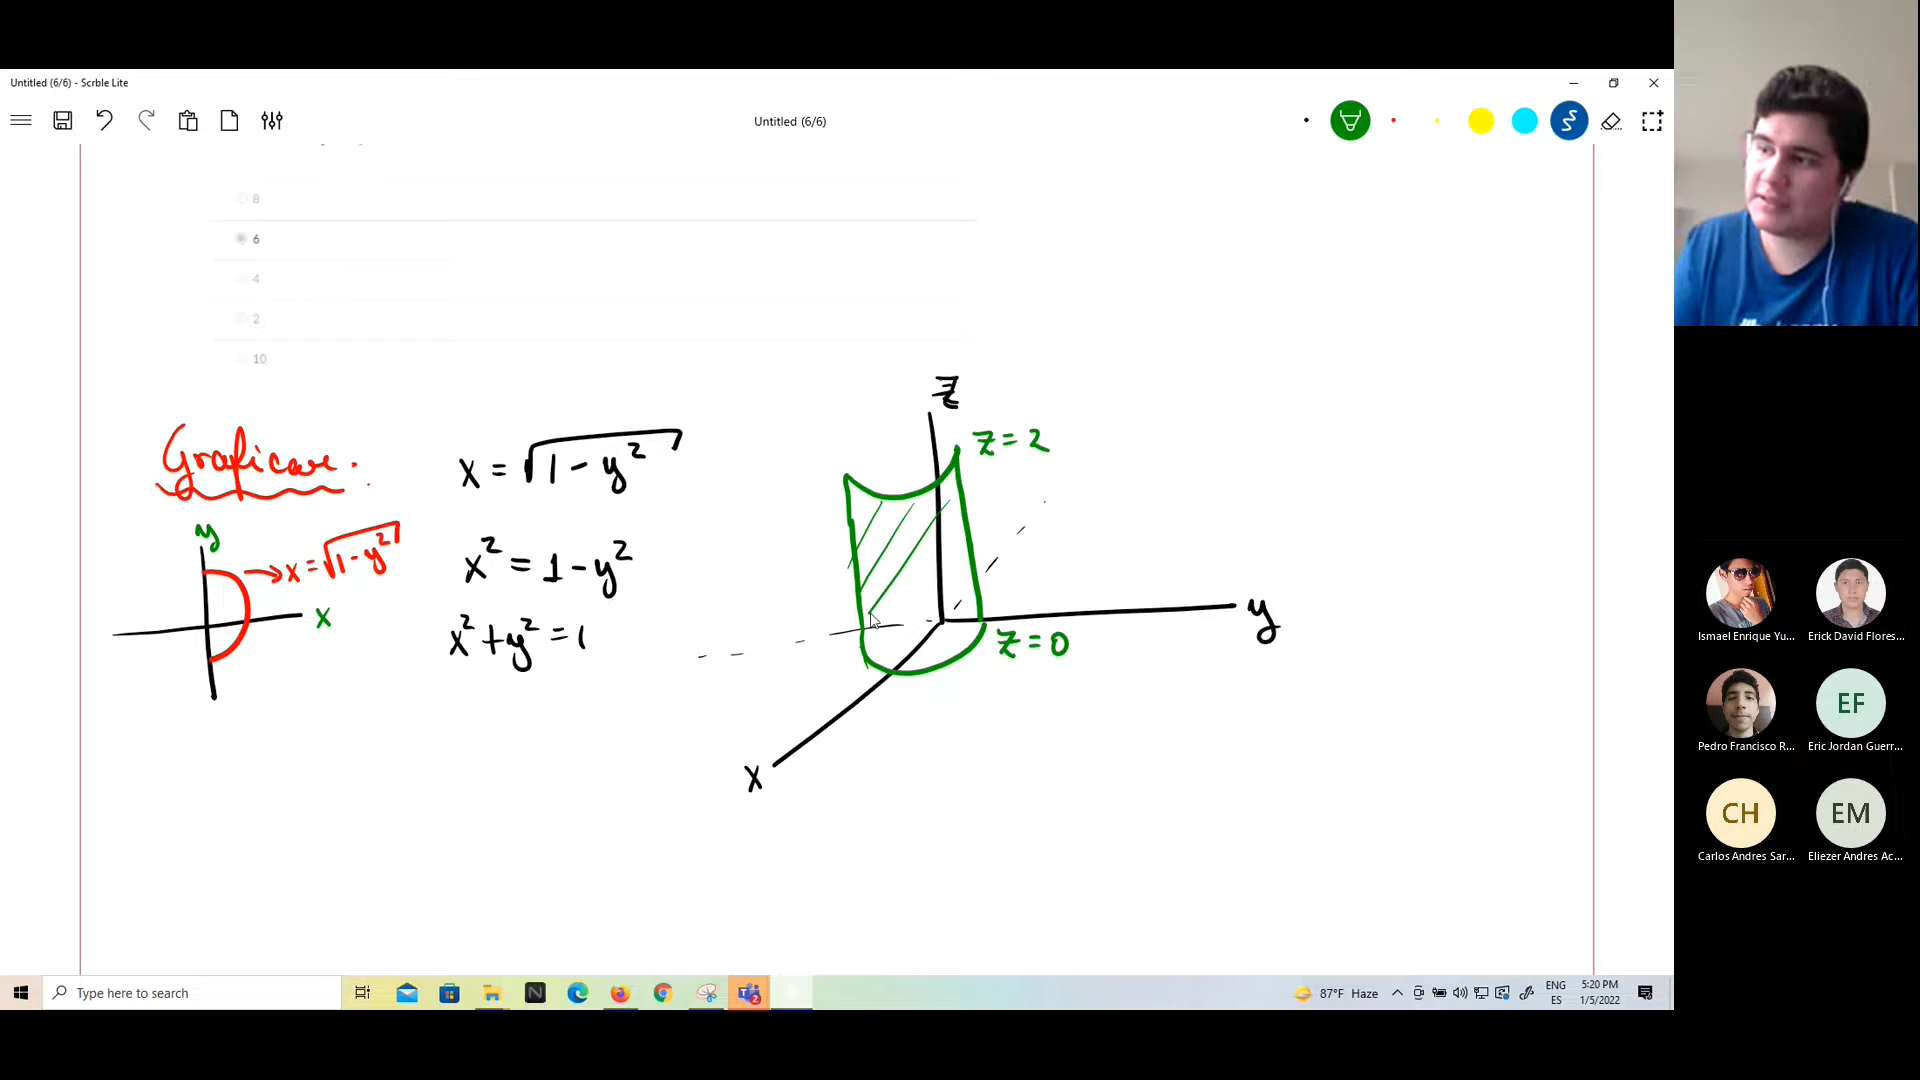 Untitled (6/6) - Scrble Lite
Untitled (6/6)
8
6
4
2
10
Graficar.
y
x = √1-y²
x
x = √1-y²
x² = 1-y²
x² + y² = 1
z
z = 2
y
z = 0
x
Ismael Enrique Yu...
Erick David Flores...
Pedro Francisco R...
EF
Eric Jordan Guerr...
CH
Carlos Andres Sar...
EM
Eliezer Andres Ac...
Type here to search
2
87°F Haze
ENG
ES
5:20 PM
1/5/2022